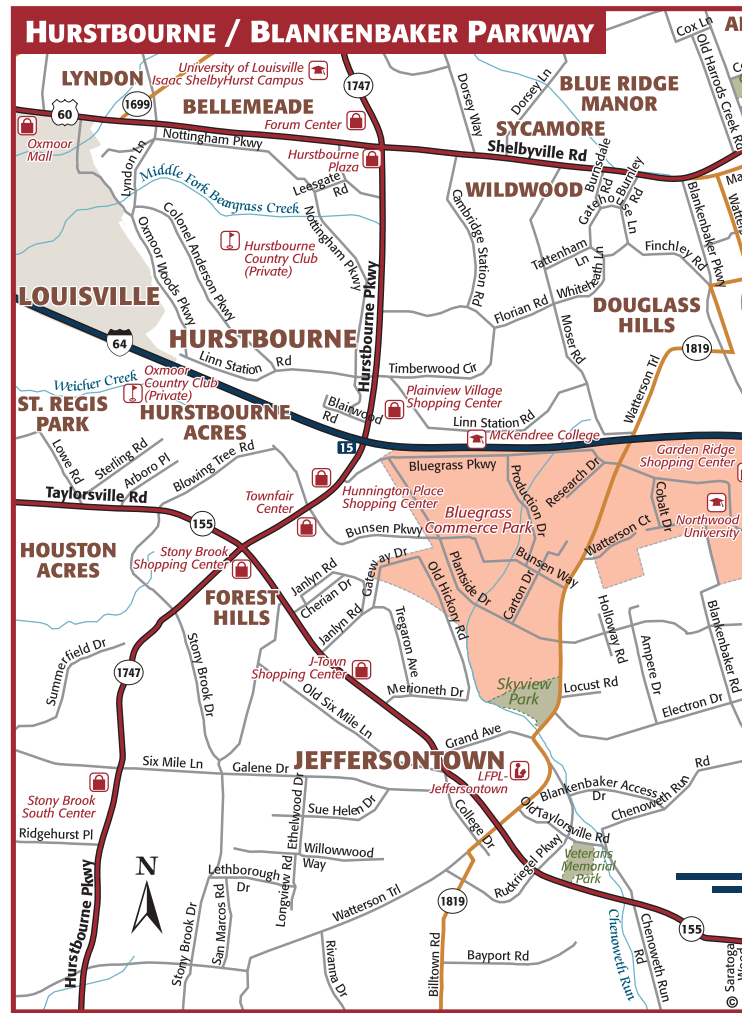 HURSTBOURNE / BLANKENBAKER PARKWAY
Cox Ln
Old Harrods Creek Rd
LYNDON
University of Louisville
Isaac ShelbyHurst Campus
1747
Dorsey Way
Dorsey Ln
BLUE RIDGE
MANOR
60
1699
BELLEMEADE
Forum Center
SYCAMORE
Oxmoor
Mall
Nottingham Pkwy
Hurstbourne
Plaza
Shelbyville Rd
Lyndon Ln
Middle Fork Beargrass Creek
Leesgate
Rd
WILDWOOD
Burnsdale
Rd
Burnley
Rd
Gatehouse Ln
Blankenbaker Pkwy
Colonel Anderson Pkwy
Oxmoor Woods Pkwy
Nottingham Pkwy
Hurstbourne
Country Club
(Private)
Cambridge Station Rd
Tattenham
Ln
Finchley Rd
Whiteheath Ln
LOUISVILLE
Hurstbourne Pkwy
Florian Rd
DOUGLASS
HILLS
64
HURSTBOURNE
Moser Rd
1819
Linn Station Rd
Timberwood Cir
Watterson Trl
Weicher Creek
Oxmoor
Country Club
(Private)
Plainview Village
Shopping Center
ST. REGIS
PARK
HURSTBOURNE
ACRES
Blairwood
Rd
Linn Station Rd
McKendree College
15
Lowe Rd
Sterling Rd
Arboro Pl
Blowing Tree Rd
Garden Ridge
Shopping Center
Bluegrass Pkwy
Production Dr
Research Dr
Taylorsville Rd
Townfair
Center
Hunnington Place
Shopping Center
Cobalt Dr
Northwood
University
155
Bluegrass
Commerce Park
Bunsen Pkwy
Watterson Ct
HOUSTON
ACRES
Stony Brook
Shopping Center
Gateway Dr
Plantside Dr
Bunsen Way
Janlyn Rd
Cherian Dr
Old Hickory Rd
Carton Dr
FOREST
HILLS
Janlyn Rd
Tregaron Ave
Holloway Rd
Ampere Dr
Blankenbaker Rd
Summerfield Dr
Stony Brook Dr
1747
J-Town
Shopping Center
Merioneth Dr
Skyview
Park
Locust Rd
Old Six Mile Ln
Electron Dr
Grand Ave
Six Mile Ln
Galene Dr
JEFFERSONTOWN
LFPL-
Jeffersontown
Rd
Stony Brook
South Center
Ethelwood Dr
Sue Helen Dr
Blankenbaker Access
Dr
Chenoweth Run
College Dr
Old Taylorsville Rd
Ridgehurst Pl
Willowwood
Way
Veterans
Memorial
Park
N
Lethborough
Dr
Longview Rd
Ruckriegel Pkwy
Hurstbourne Pkwy
Stony Brook Dr
San Marcos Rd
Watterson Trl
1819
155
Chenoweth Run
Chenoweth Run
Rd
Rivanna Dr
Billtown Rd
Bayport Rd
© Saratoga